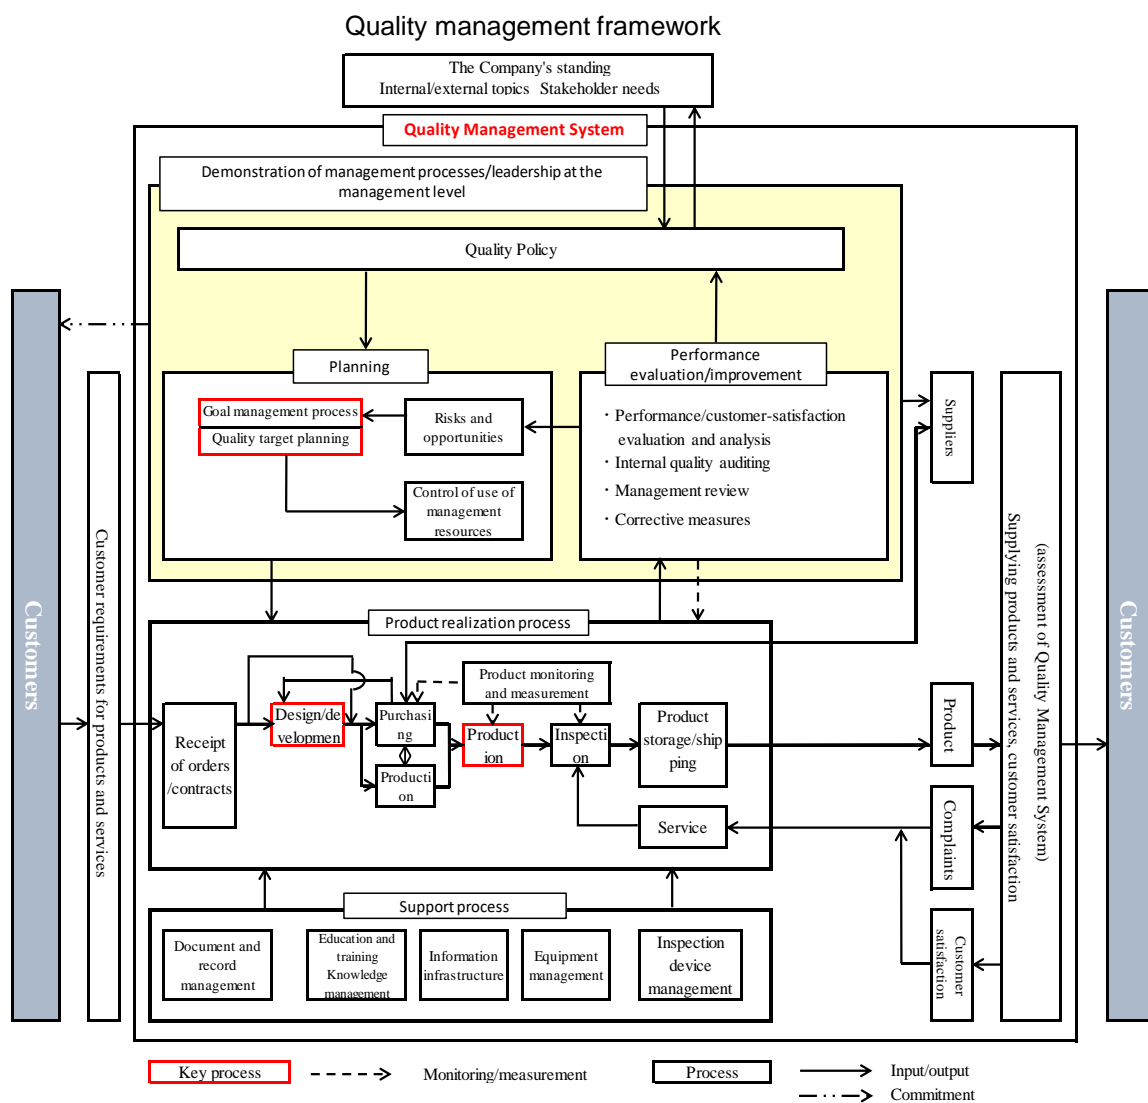 Quality management framework
The Company's standing
Internal/external topics  Stakeholder needs
Quality Management System
Demonstration of management processes/leadership at the
management level
Quality Policy
Planning
Performance
evaluation/improvement
Goal management process
Quality target planning
Risks and
opportunities
Control of use of
management
resources
・Performance/customer-satisfaction
evaluation and analysis
・Internal quality auditing
・Management review
・Corrective measures
Suppliers
Customers
Customer requirements for products and services
Product realization process
Receipt
of orders
/contracts
Design/de
velopmen
Purchasi
ng
Producti
on
Product monitoring
and measurement
Product
ion
Inspecti
on
Product
storage/ship
ping
Service
Product
Complaints
Customer
satisfaction
(assessment of Quality Management System)
Supplying products and services, customer satisfaction
Customers
Support process
Document and
record
management
Education and
training
Knowledge
management
Information
infrastructure
Equipment
management
Inspection
device
management
Key process
Monitoring/measurement
Process
Input/output
Commitment